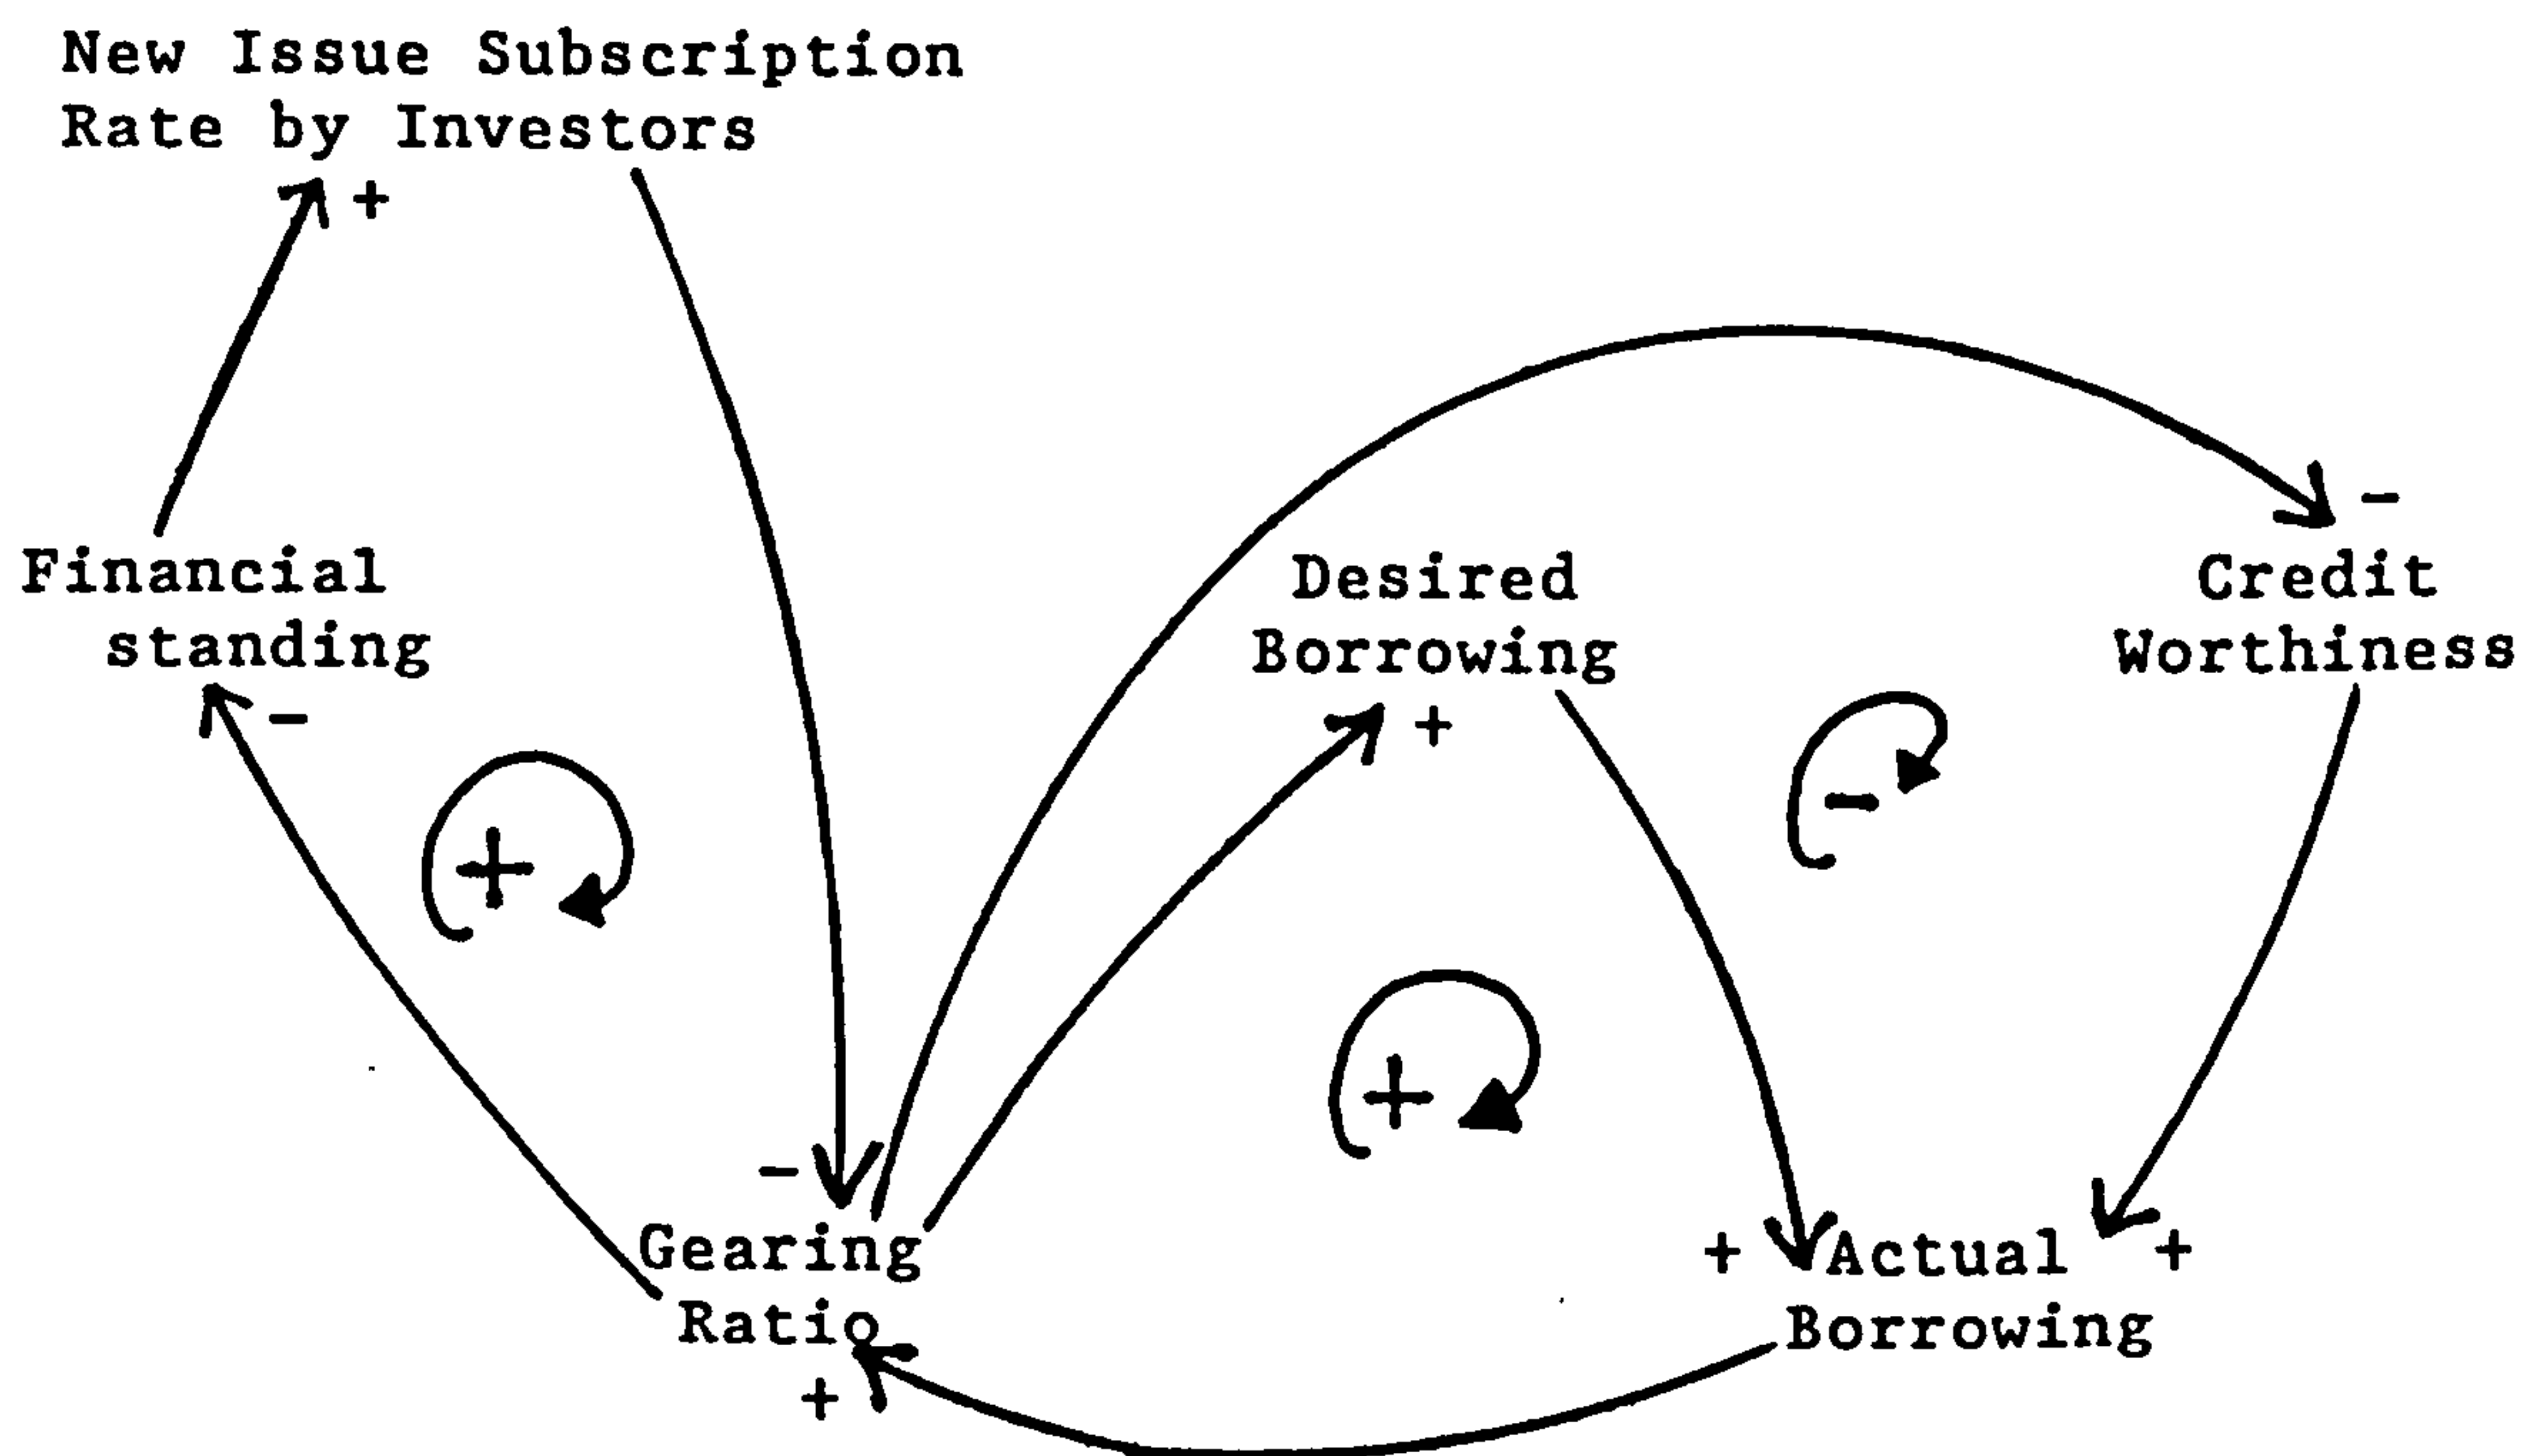 New Issue Subscription
Rate by Investors
+
Financial
standing
-
+
-
Gearing
Ratio
+
Desired
Borrowing
+
+
-
Credit
Worthiness
-
+
Actual
Borrowing
+